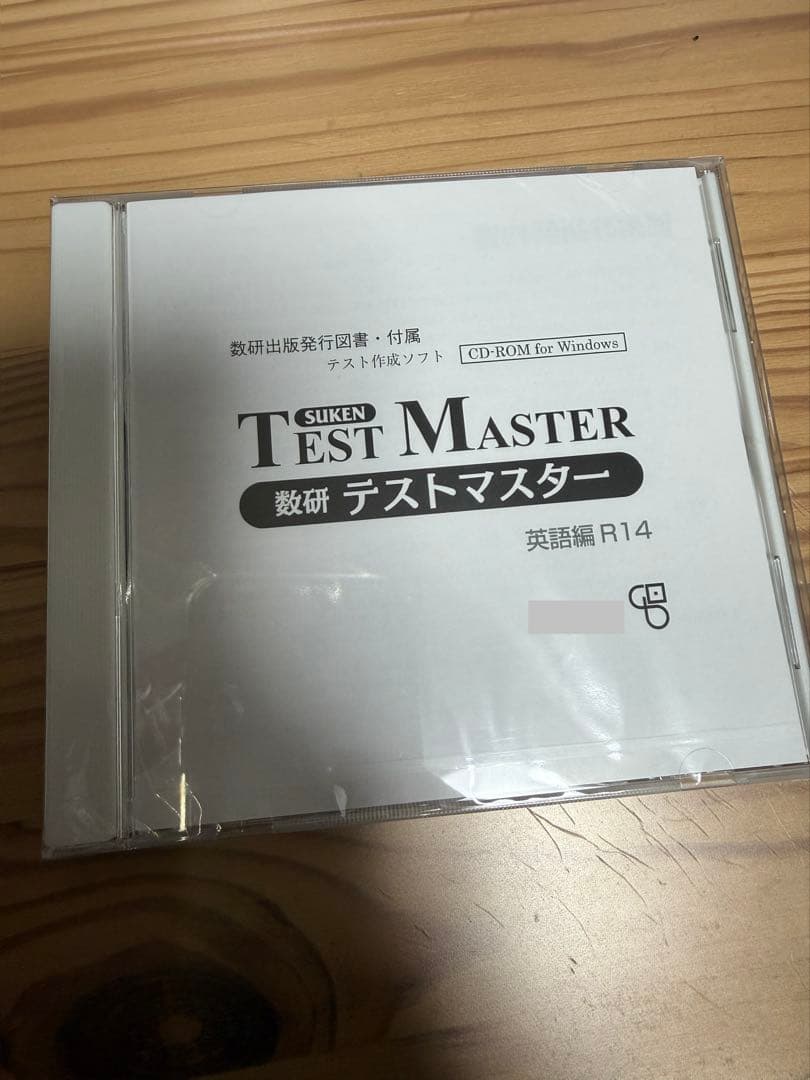 数研出版発行図書・付属
テスト作成ソフト CD-ROM for Windows
SUKEN
TEST MASTER
数研 テストマスター
英語編 R14